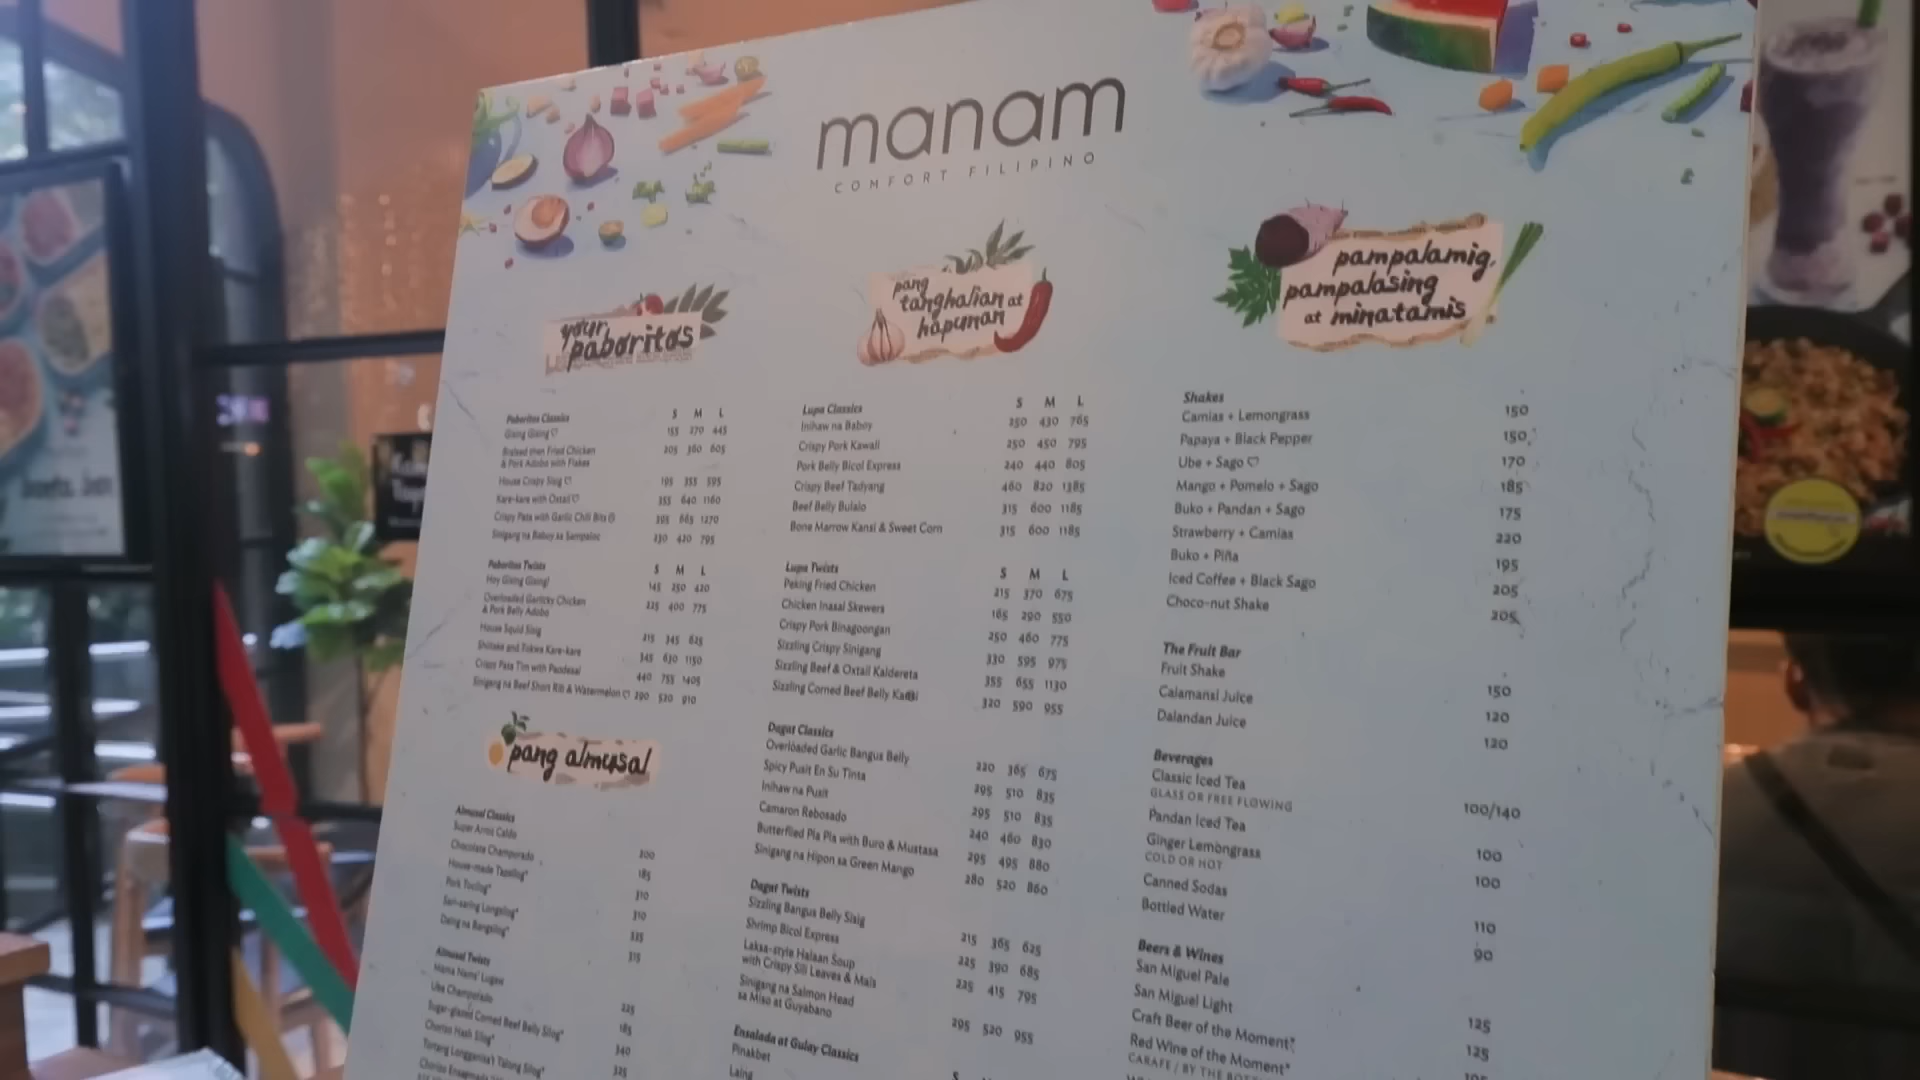 manam
COMFORT FILIPINO
your paboritos
Paboritos Classics S M L
Gising Gising♡ 155 270 445
Braised then Fried Chicken
& Pork Adobo with Flakes 205 360 605
House Crispy Sisig♡ 195 355 595
Kare-kare with Oxtail♡ 355 640 1160
Crispy Pata with Garlic Chili Bits 395 665 1270
Sinigang na Baboy sa Sampaloc 230 420 795
Paboritos Twists S M L
Hoy Gising Gising! 145 250 420
Overloaded Garlicky Chicken
& Pork Belly Adobo 225 400 775
House Squid Sisig 215 345 625
Shiitake and Tokwa Kare-kare 345 630 1150
Crispy Pata Tim with Paodesal 440 755 1405
Sinigang na Beef Short Rib & Watermelon♡ 290 520 910
pang almusal
Almusal Classics
Super Arroz Caldo 200
Chocolate Champorado 185
House-made Tapsilog* 310
Pork Tocilog* 310
Sari-saring Longsilog*
Daing na Bangsilog* 315
Almusal Twists
Mama Nams' Lugaw 225
Ube Champorado 185
Sugar-glazed Corned Beef Belly Silog* 340
Chorizo Hash Silog* 325
Tortang Longganisa't Talong Silog*
pang
tanghalian at
hapunan
Lupa Classics S M L
Inihaw na Baboy 250 430 765
Crispy Pork Kawali 250 450 795
Pork Belly Bicol Express 240 440 805
Crispy Beef Tadyang 460 820 1385
Beef Belly Bulalo 315 600 1185
Bone Marrow Kansi & Sweet Corn 315 600 1185
Lupa Twists S M L
Peking Fried Chicken 215 370 675
Chicken Inasal Skewers 165 290 550
Crispy Pork Binagoongan 250 460 775
Sizzling Crispy Sinigang 330 595 975
Sizzling Beef & Oxtail Kaldereta 355 655 1130
Sizzling Corned Beef Belly Kansi 320 590 955
Dagat Classics
Overloaded Garlic Bangus Belly 220 365 675
Spicy Pusit En Su Tinta 295 510 835
Inihaw na Pusit 295 510 835
Camaron Rebosado 240 460 830
Butterflied Pla Pla with Buro & Mustasa 295 495 880
Sinigang na Hipon sa Green Mango 280 520 860
Dagat Twists
Sizzling Bangus Belly Sisig 215 365 625
Shrimp Bicol Express 225 390 685
Laksa-style Halaan Soup
with Crispy Sili Leaves & Mais 225 415 795
Sinigang na Salmon Head
sa Miso at Guyabano 295 520 955
Ensalada at Gulay Classics
Pinakbet
Laing
pampalamig,
pampalasing
at minatamis
Shakes
Camias + Lemongrass 150
Papaya + Black Pepper 150
Ube + Sago♡ 170
Mango + Pomelo + Sago 185
Buko + Pandan + Sago 175
Strawberry + Camias 220
Buko + Piña 195
Iced Coffee + Black Sago 205
Choco-nut Shake 205
The Fruit Bar
Fruit Shake 150
Calamansi Juice 120
Dalandan Juice 120
Beverages
Classic Iced Tea 100/140
GLASS OR FREE FLOWING
Pandan Iced Tea 100
Ginger Lemongrass 100
COLD OR HOT
Canned Sodas 110
Bottled Water 90
Beers & Wines
San Miguel Pale 125
San Miguel Light 125
Craft Beer of the Moment*
Red Wine of the Moment*
CARAFE / BY THE